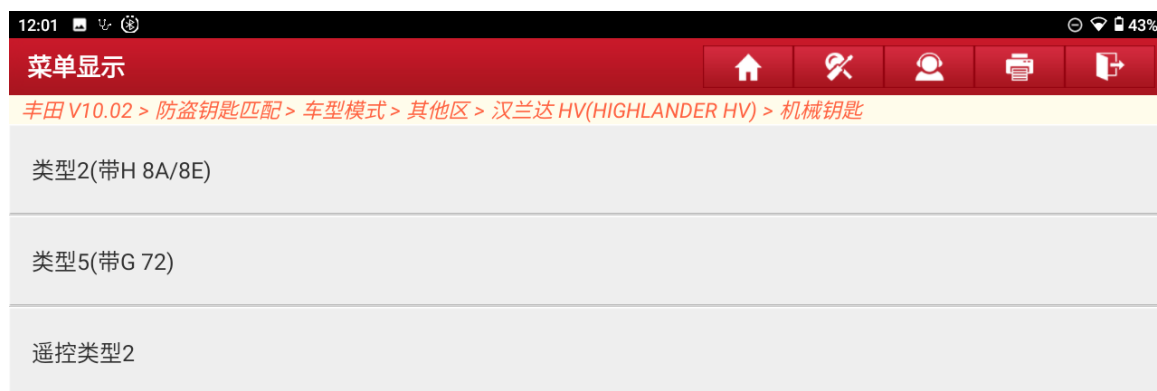 12:01 43%
菜单显示
丰田 V10.02 > 防盗钥匙匹配 > 车型模式 > 其他区 > 汉兰达 HV(HIGHLANDER HV) > 机械钥匙
类型2(带H 8A/8E)
类型5(带G 72)
遥控类型2